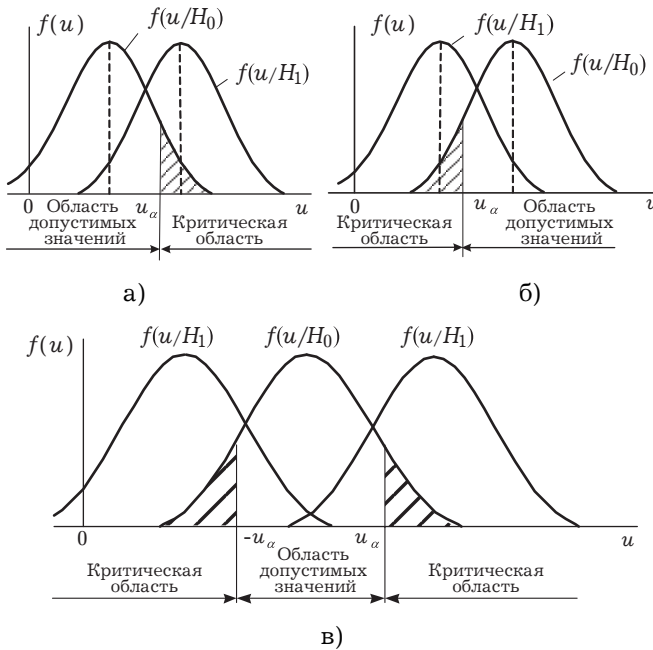 f(u)
f(u/H₀)
f(u/H₁)
0
Область
допустимых
значений
u_α
Критическая
область
u
а)
f(u)
f(u/H₁)
f(u/H₀)
0
Критическая
область
u_α
Область
допустимых
значений
u
б)
f(u)
f(u/H₁)
f(u/H₀)
f(u/H₁)
0
-u_α
u_α
u
Критическая
область
Область
допустимых
значений
Критическая
область
в)